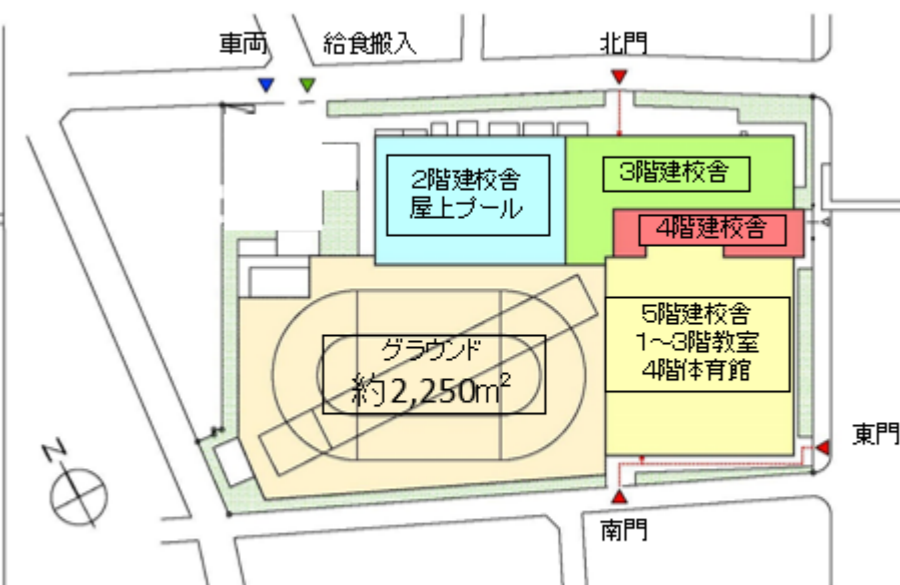 車両
給食搬入
北門
2階建校舎
屋上プール
3階建校舎
4階建校舎
5階建校舎
1～3階教室
4階体育館
グラウンド
約2,250m²
東門
N
南門